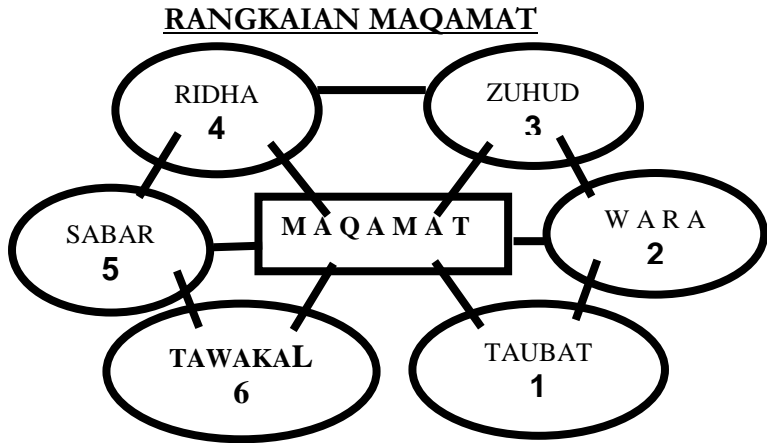 RANGKAIAN MAQAMAT
RIDHA
4
ZUHUD
3
SABAR
5
M A Q A M A T
W A R A
2
TAWAKAL
6
TAUBAT
1